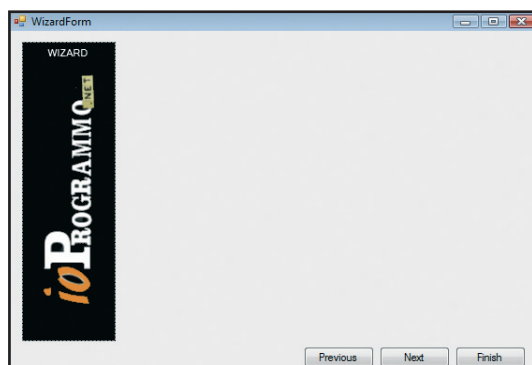 WizardForm
WIZARD
ioPROGRAMMO
.NET
Previous Next Finish